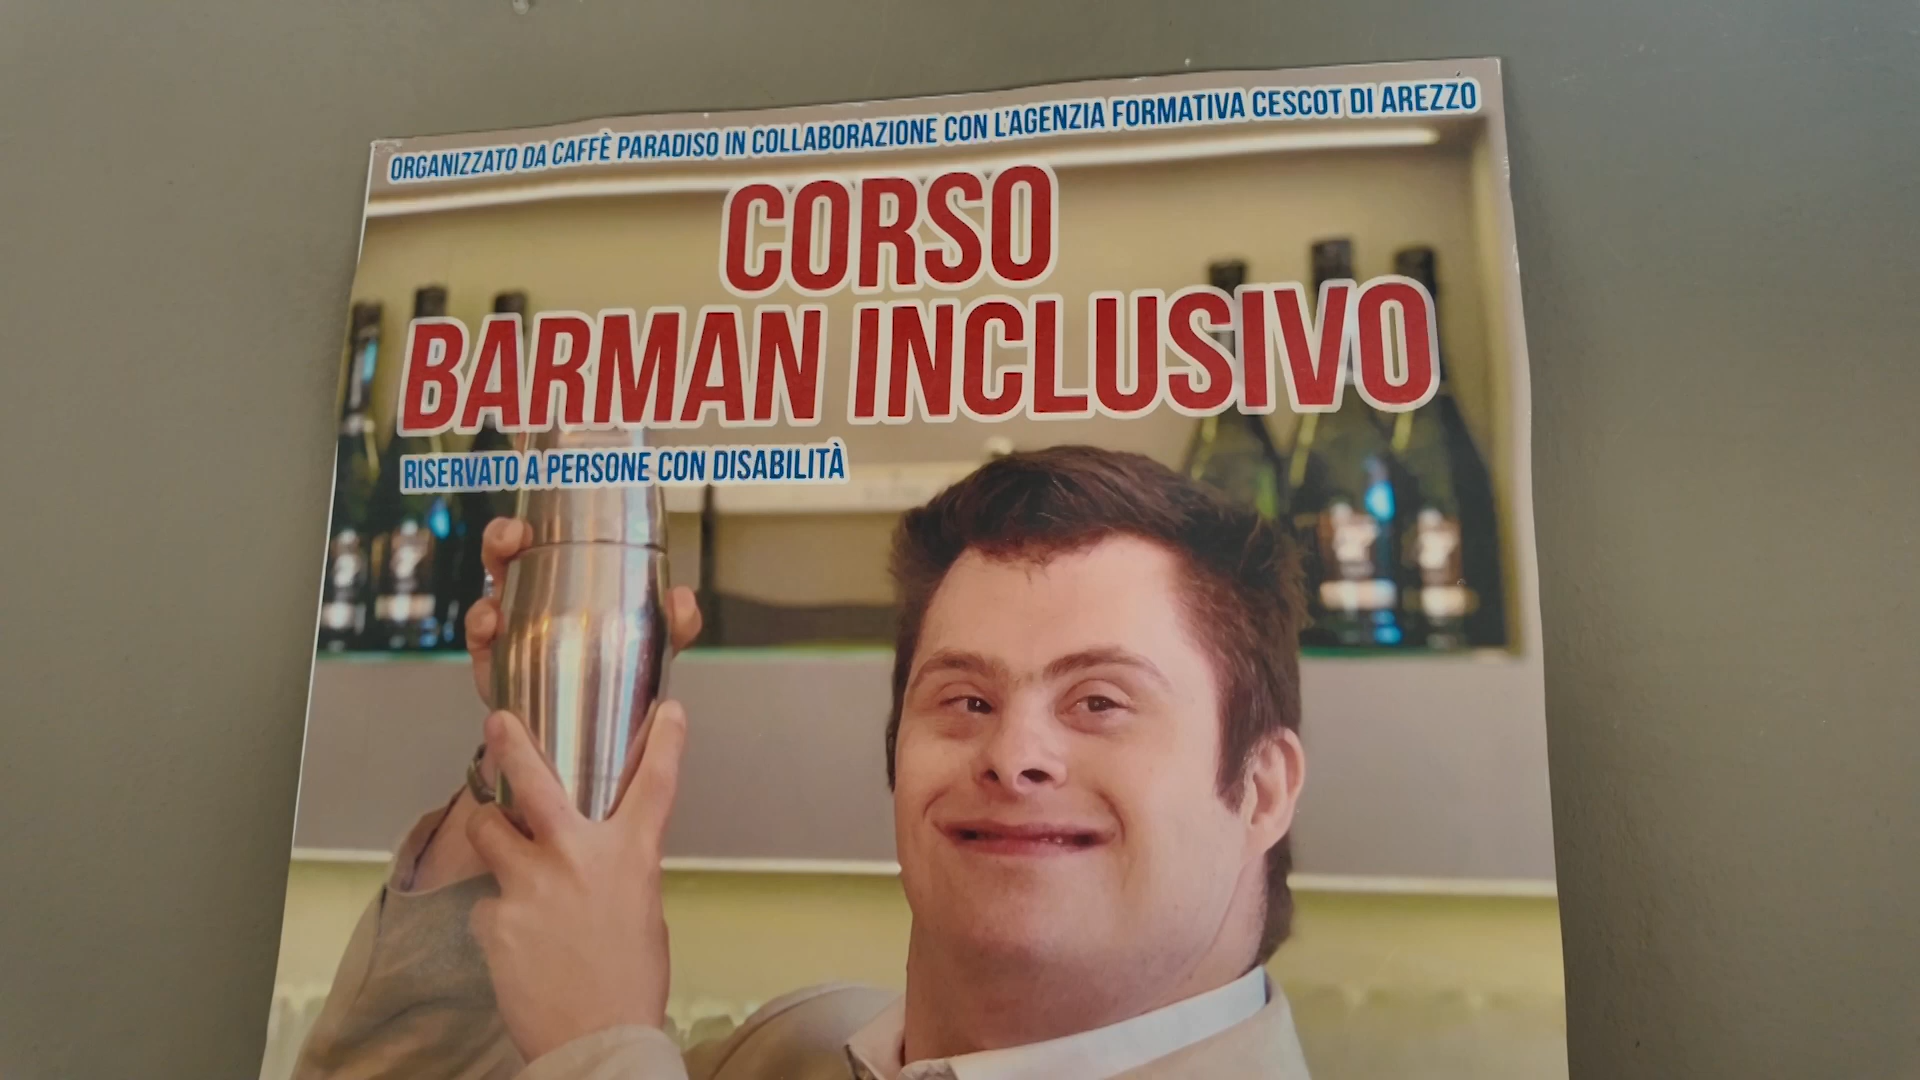 ORGANIZZATO DA CAFFÈ PARADISO IN COLLABORAZIONE CON L'AGENZIA FORMATIVA CESCOT DI AREZZO
CORSO
BARMAN INCLUSIVO
RISERVATO A PERSONE CON DISABILITÀ